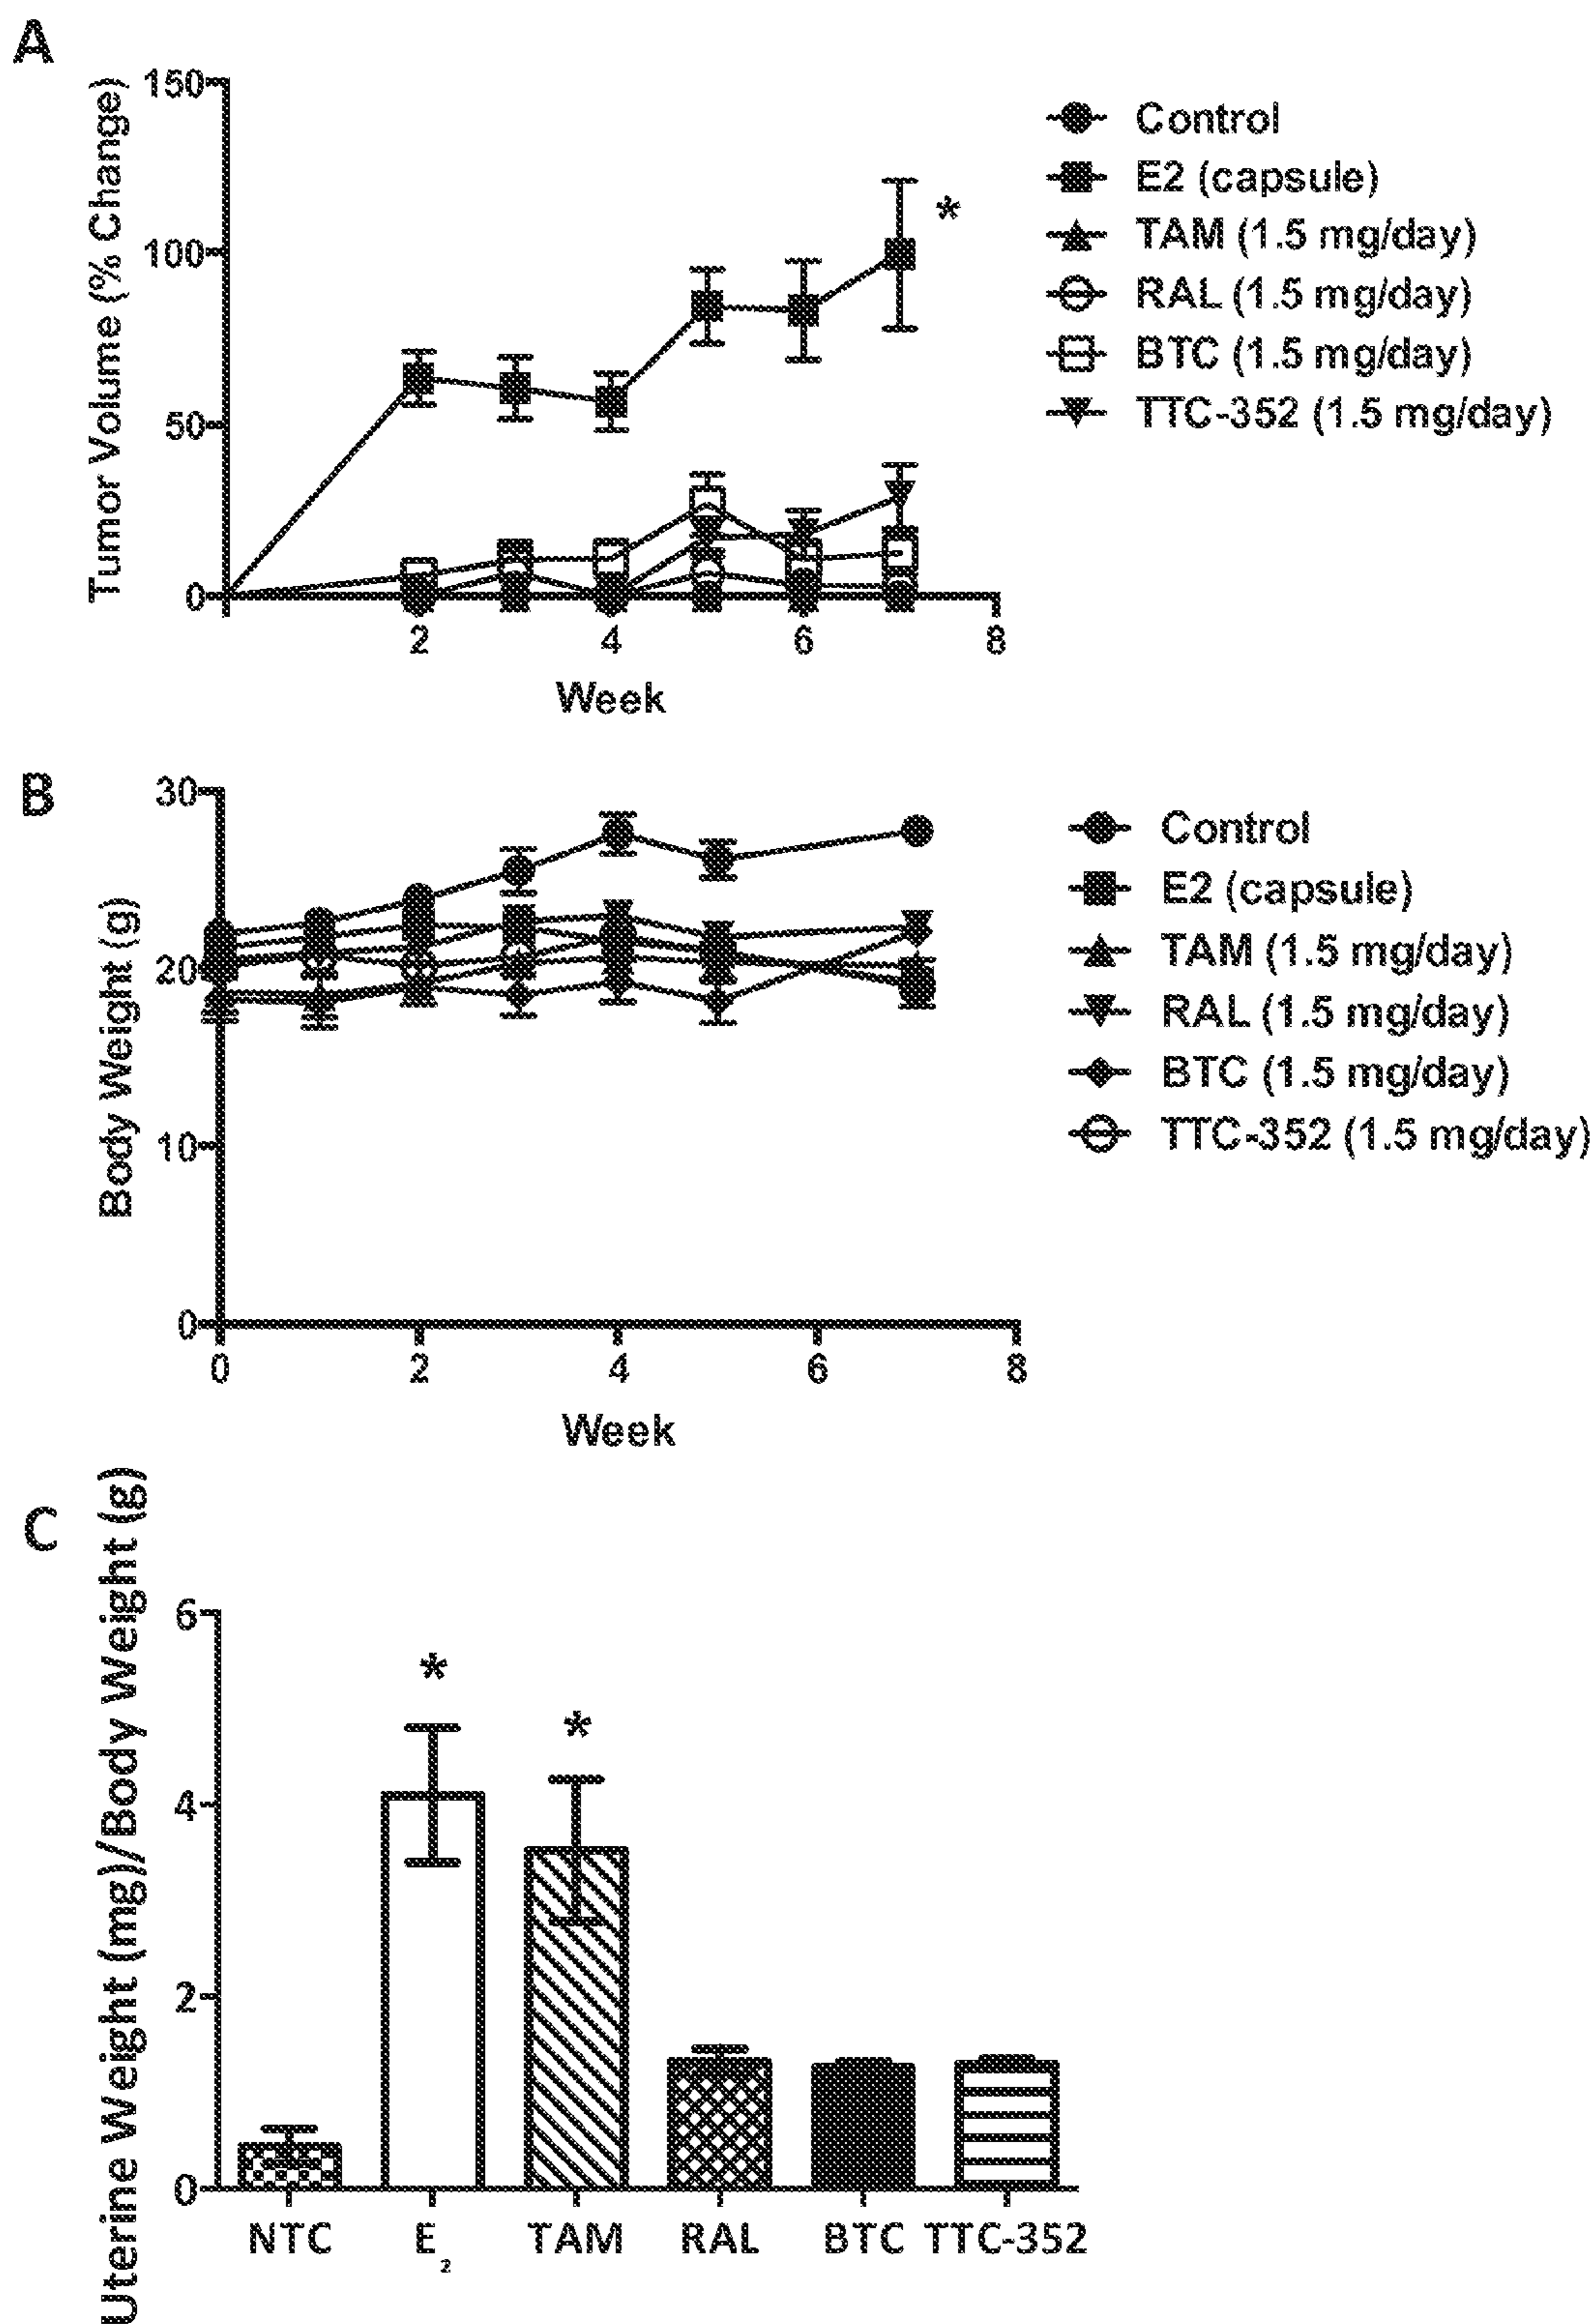 A
Tumor Volume (% Change)
150
100
50
0
2
4
6
8
Week
Control
E2 (capsule)
TAM (1.5 mg/day)
RAL (1.5 mg/day)
BTC (1.5 mg/day)
TTC-352 (1.5 mg/day)
*
B
Body Weight (g)
30
20
10
0
0
2
4
6
8
Week
Control
E2 (capsule)
TAM (1.5 mg/day)
RAL (1.5 mg/day)
BTC (1.5 mg/day)
TTC-352 (1.5 mg/day)
C
Uterine Weight (mg)/Body Weight (g)
6
4
2
0
*
*
NTC
E₂
TAM
RAL
BTC
TTC-352